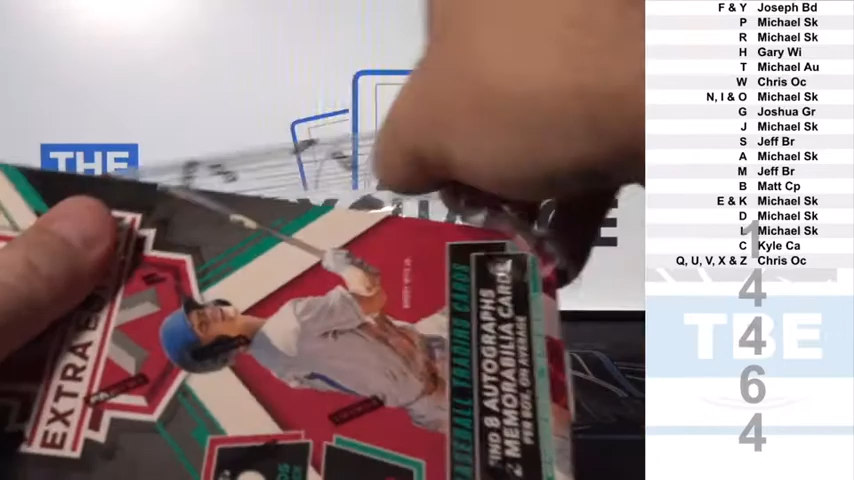 F & Y Joseph Bd
P Michael Sk
R Michael Sk
H Gary Wi
T Michael Au
W Chris Oc
N, I & O Michael Sk
G Joshua Gr
J Michael Sk
S Jeff Br
A Michael Sk
M Jeff Br
B Matt Cp
E & K Michael Sk
D Michael Sk
L Michael Sk
C Kyle Ca
Q, U, V, X & Z Chris Oc
1
4
4
6
4
TBE
THE
EXTRA E
BASEBALL TRADING CARDS
FIND 8 AUTOGRAPHS
2 MEMORABILIA CARDS
PER BOX, ON AVERAGE